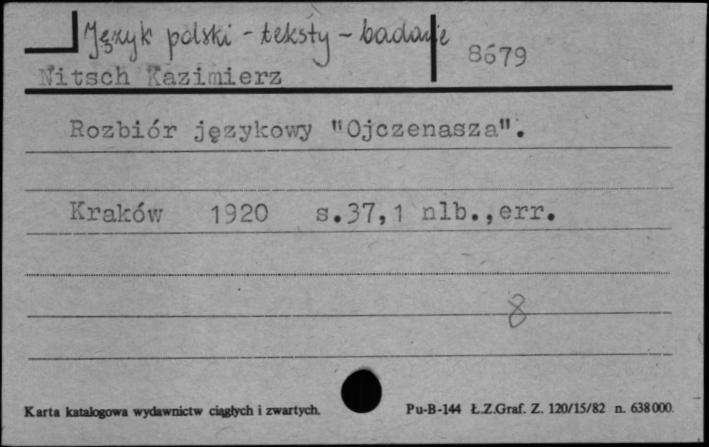 Język polski - teksty - badanie
8679
Nitsch Kazimierz
Rozbiór językowy "Ojczenasza".
Kraków 1920 s.37,1 nlb.,err.
8
Karta katalogowa wydawnictw ciągłych i zwartych. Pu-B-144 Ł.Z.Graf. Z. 120/15/82 n. 638000.